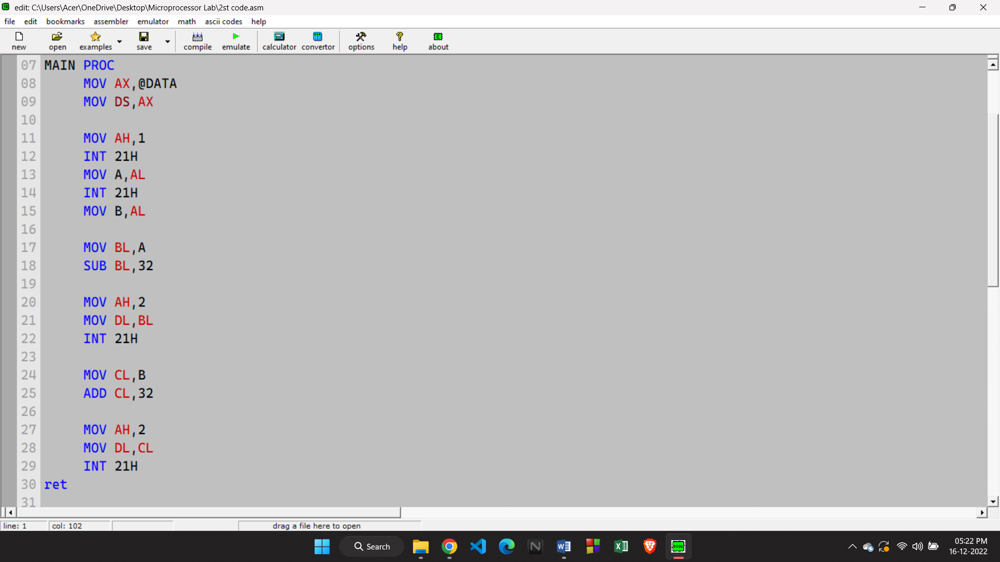 edit: C:\Users\Acer\OneDrive\Desktop\Microprocessor Lab\2st code.asm
file edit bookmarks assembler emulator math ascii codes help
new open examples save compile emulate calculator convertor options help about
07 MAIN PROC
08 MOV AX,@DATA
09 MOV DS,AX
10
11 MOV AH,1
12 INT 21H
13 MOV A,AL
14 INT 21H
15 MOV B,AL
16
17 MOV BL,A
18 SUB BL,32
19
20 MOV AH,2
21 MOV DL,BL
22 INT 21H
23
24 MOV CL,B
25 ADD CL,32
26
27 MOV AH,2
28 MOV DL,CL
29 INT 21H
30 ret
31
line: 1 col: 102 drag a file here to open
Search
05:22 PM
16-12-2022